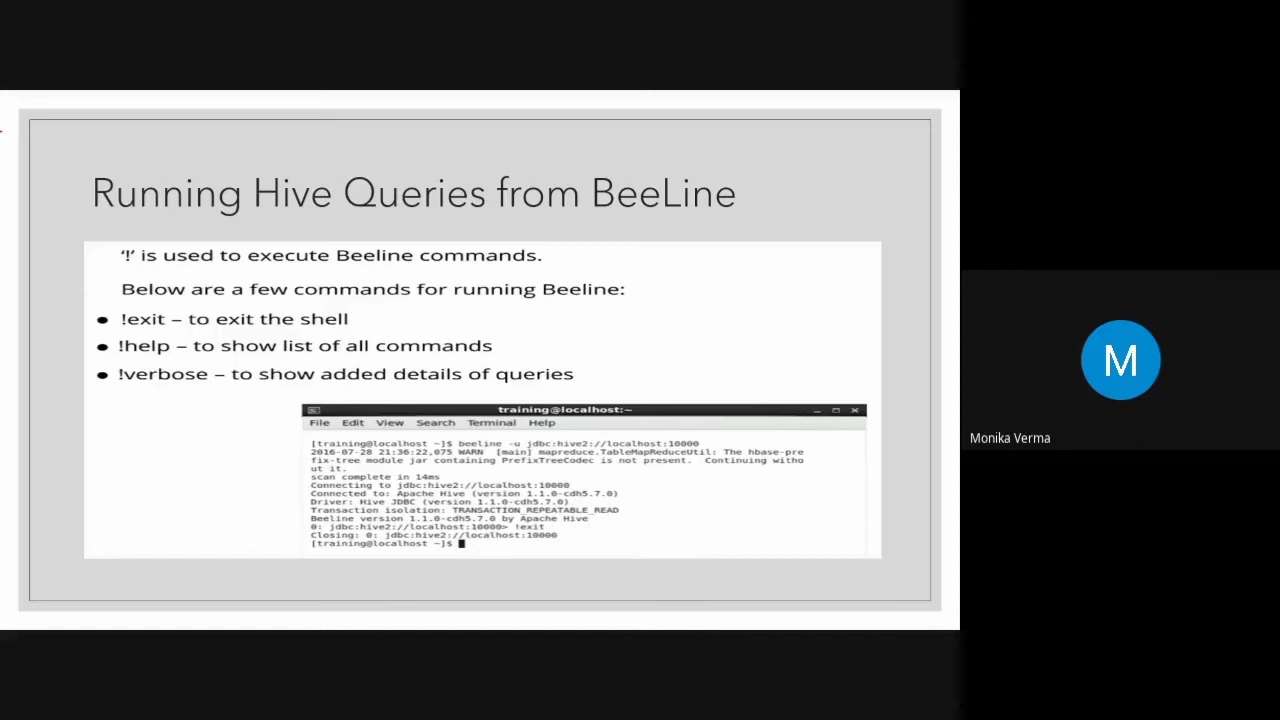 Running Hive Queries from BeeLine
‘!’ is used to execute Beeline commands.
Below are a few commands for running Beeline:
● !exit – to exit the shell
● !help – to show list of all commands
● !verbose – to show added details of queries
training@localhost:~
File Edit View Search Terminal Help
[training@localhost ~]$ beeline -u jdbc:hive2://localhost:10000
2016-07-28 21:36:22,075 WARN [main] mapreduce.TableMapReduceUtil: The hbase-pre
fix-tree module jar containing PrefixTreeCodec is not present. Continuing witho
ut it.
scan complete in 14ms
Connecting to jdbc:hive2://localhost:10000
Connected to: Apache Hive (version 1.1.0-cdh5.7.0)
Driver: Hive JDBC (version 1.1.0-cdh5.7.0)
Transaction isolation: TRANSACTION_REPEATABLE_READ
Beeline version 1.1.0-cdh5.7.0 by Apache Hive
0: jdbc:hive2://localhost:10000> !exit
Closing: 0: jdbc:hive2://localhost:10000
[training@localhost ~]$
M
Monika Verma